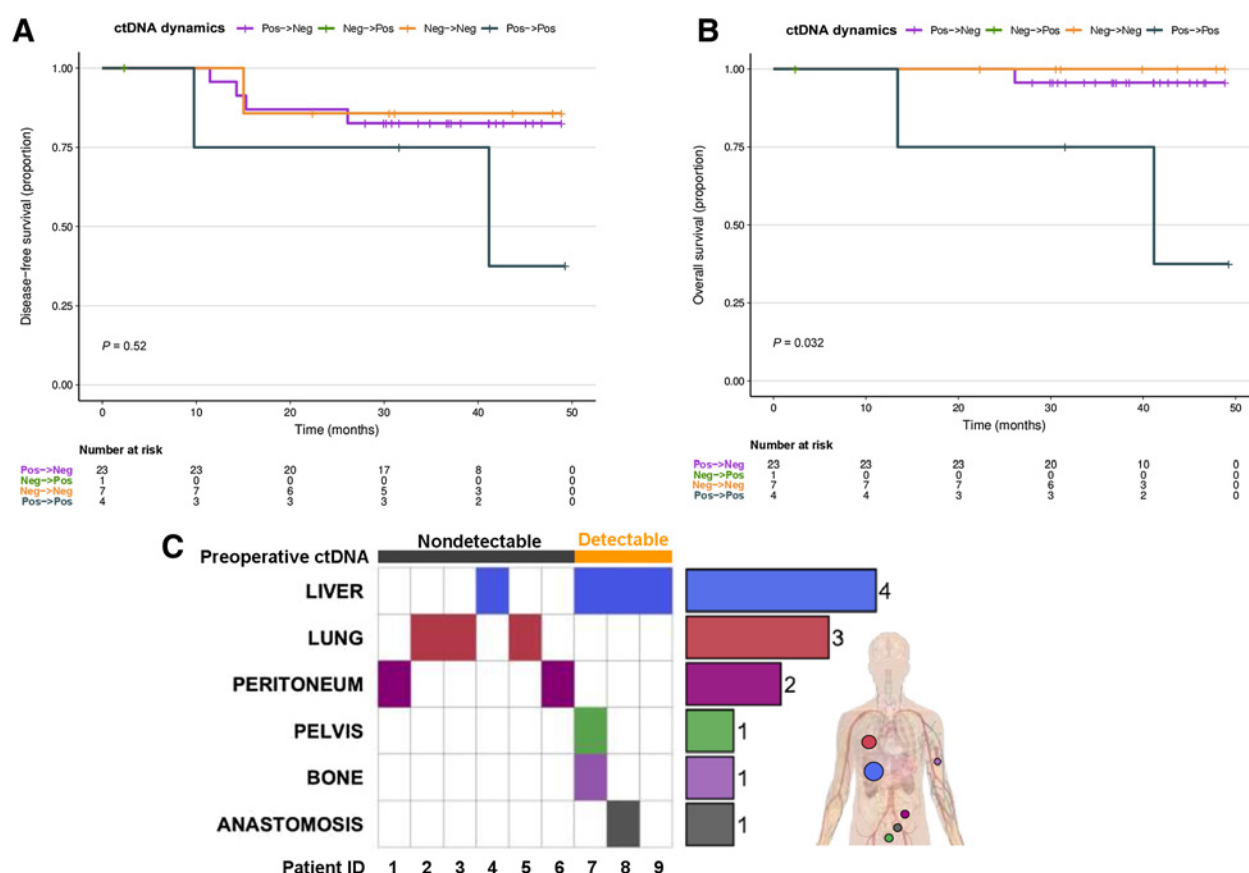 A
ctDNA dynamics Pos->Neg Neg->Pos Neg->Neg Pos->Pos
Disease-free survival (proportion)
1.00
0.75
0.50
0.25
0.00
P = 0.52
0 10 20 30 40 50
Time (months)
Number at risk
Pos->Neg 23 23 20 17 8 0
Neg->Pos 1 0 0 0 0 0
Neg->Neg 7 7 6 5 3 0
Pos->Pos 4 3 3 3 2 0
B
ctDNA dynamics Pos->Neg Neg->Pos Neg->Neg Pos->Pos
Overall survival (proportion)
1.00
0.75
0.50
0.25
0.00
P = 0.032
0 10 20 30 40 50
Time (months)
Number at risk
Pos->Neg 23 23 23 20 10 0
Neg->Pos 1 0 0 0 0 0
Neg->Neg 7 7 7 6 3 0
Pos->Pos 4 4 3 3 2 0
C
Nondetectable Detectable
Preoperative ctDNA
LIVER 4
LUNG 3
PERITONEUM 2
PELVIS 1
BONE 1
ANASTOMOSIS 1
Patient ID 1 2 3 4 5 6 7 8 9